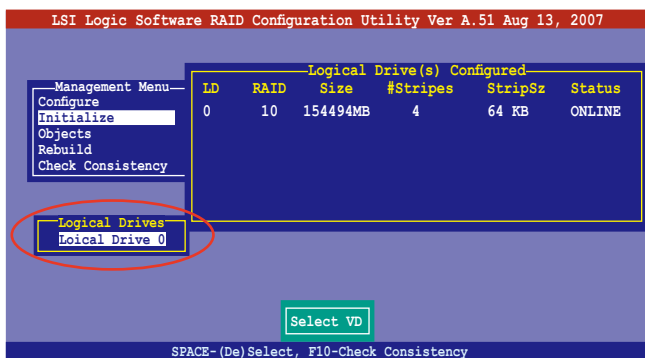 LSI Logic Software RAID Configuration Utility Ver A.51 Aug 13, 2007
Logical Drive(s) Configured
LD RAID Size #Stripes StripSz Status
0 10 154494MB 4 64 KB ONLINE
Management Menu
Configure
Initialize
Objects
Rebuild
Check Consistency
Logical Drives
Loical Drive 0
Select VD
SPACE-(De)Select, F10-Check Consistency